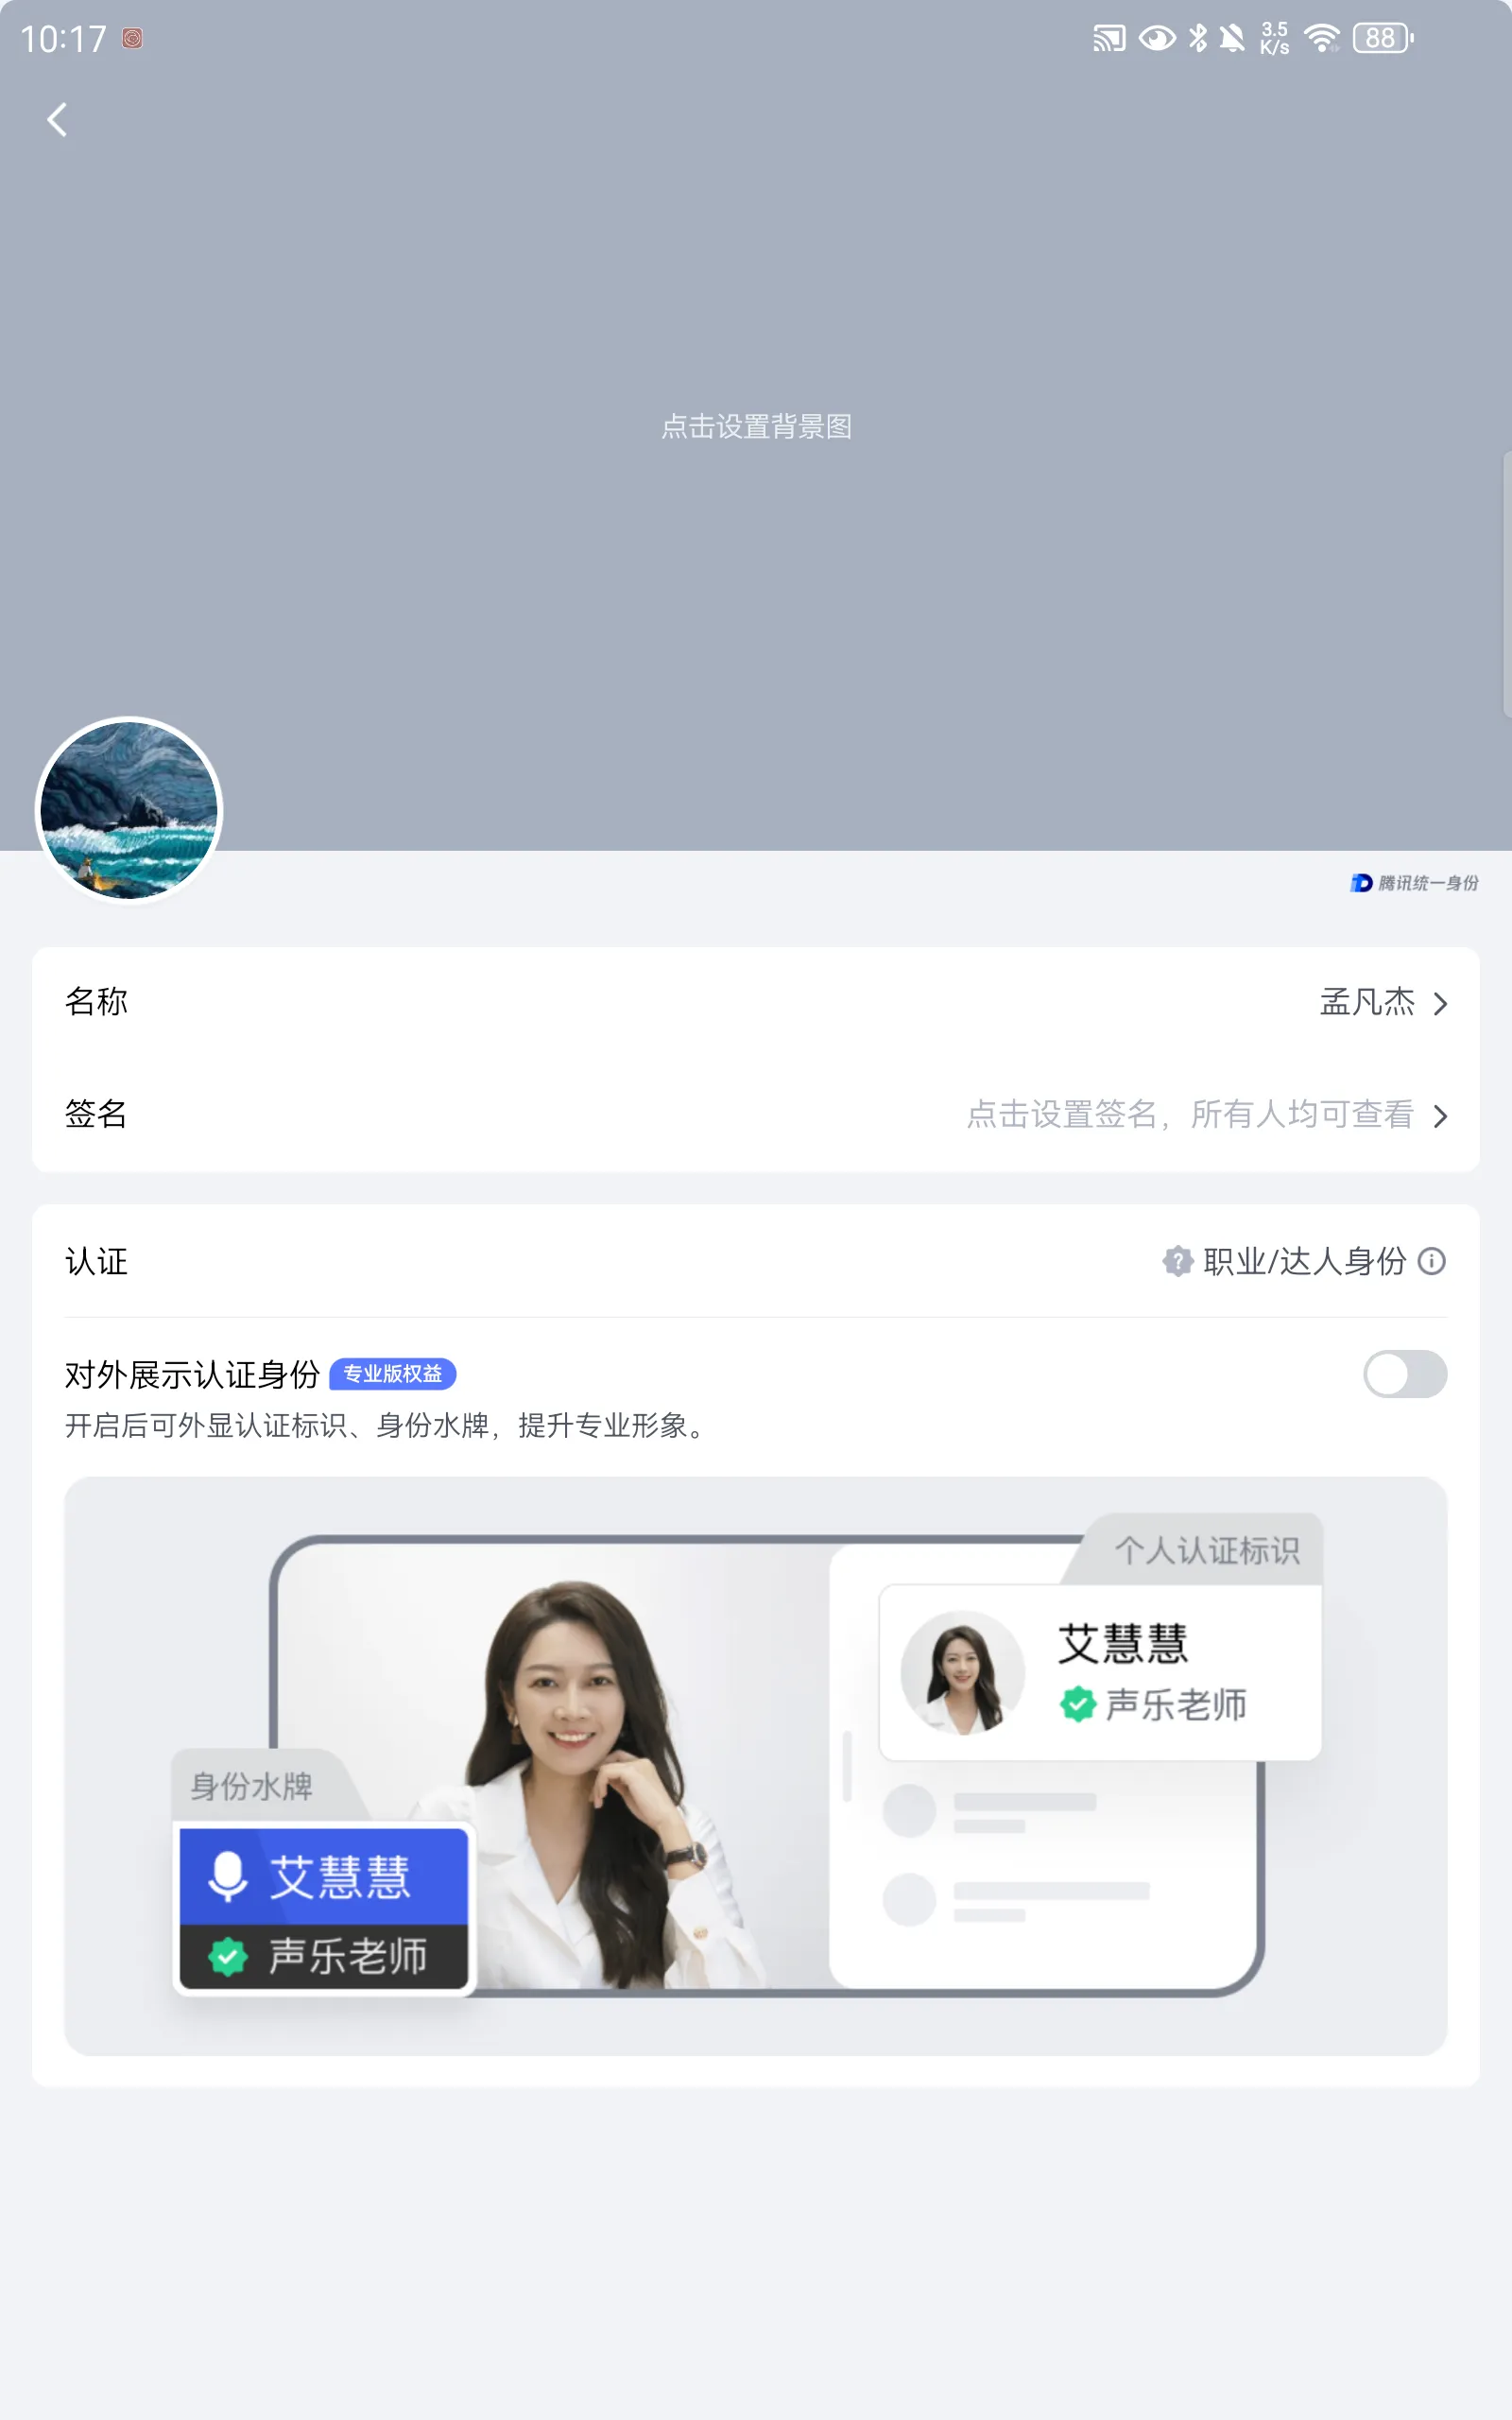 10:17
3.5
K/s
88
点击设置背景图
腾讯统一身份
名称
孟凡杰
签名
点击设置签名，所有人均可查看
认证
职业/达人身份
对外展示认证身份 专业版权益
开启后可外显认证标识、身份水牌，提升专业形象。
个人认证标识
艾慧慧
声乐老师
身份水牌
艾慧慧
声乐老师